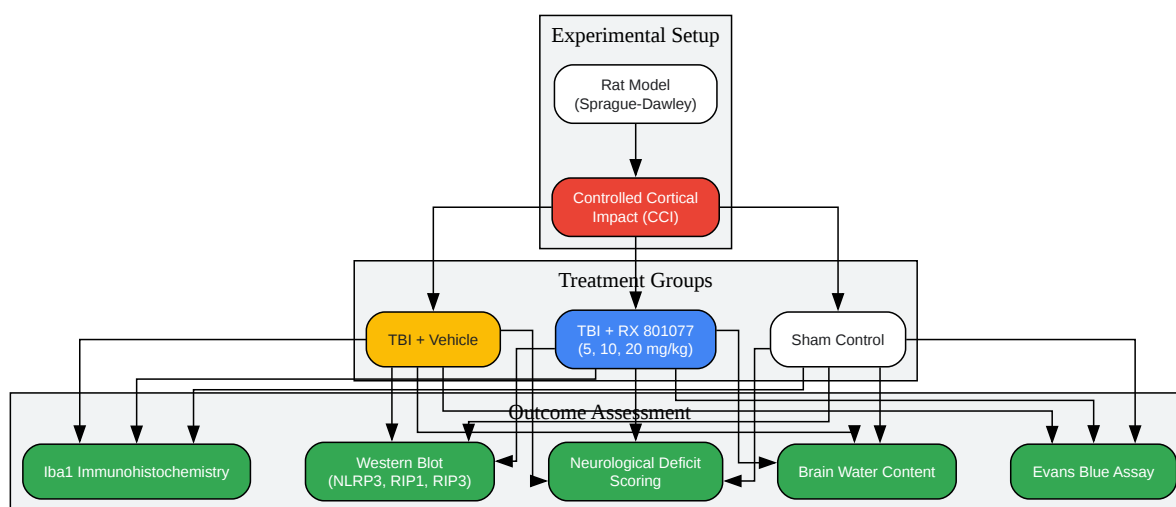 Experimental Setup
Rat Model
(Sprague-Dawley)
Controlled Cortical
Impact (CCI)
Treatment Groups
TBI + Vehicle
TBI + RX 801077
(5, 10, 20 mg/kg)
Sham Control
Outcome Assessment
Iba1 Immunohistochemistry
Western Blot
(NLRP3, RIP1, RIP3)
Neurological Deficit
Scoring
Brain Water Content
Evans Blue Assay